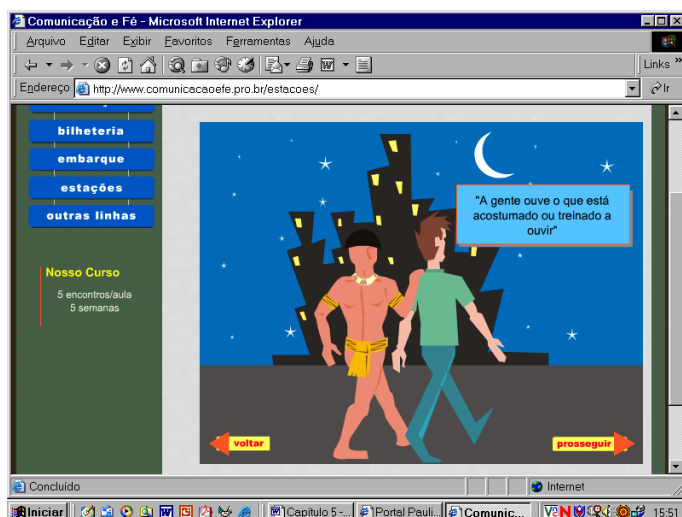 Comunicação e Fé - Microsoft Internet Explorer
Arquivo Editar Exibir Favoritos Ferramentas Ajuda
Links »
Endereço http://www.comunicacaoefe.pro.br/estacoes/ Ir
bilheteria
embarque
estações
outras linhas
Nosso Curso
5 encontros/aula
5 semanas
"A gente ouve o que está
acostumado ou treinado a
ouvir"
voltar
prosseguir
Concluído
Internet
Iniciar Capítulo 5 -... Portal Pauli... Comunic... 15:51